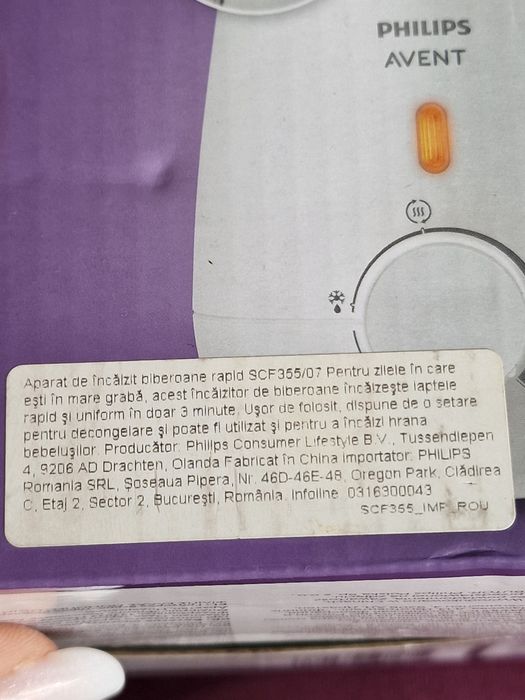 PHILIPS
AVENT
Aparat de încălzit biberoane rapid SCF355/07 Pentru zilele în care
ești în mare grabă, acest încălzitor de biberoane încălzește laptele
rapid și uniform în doar 3 minute. Ușor de folosit, dispune de o setare
pentru decongelare și poate fi utilizat și pentru a încălzi hrana
bebelușilor. Producător: Philips Consumer Lifestyle B.V., Tussendiepen
4, 9206 AD Drachten, Olanda Fabricat în China Importator: PHILIPS
Romania SRL, Șoseaua Pipera, Nr. 46D-46E-48, Oregon Park, Clădirea
C, Etaj 2, Sector 2, București, România. Infoline: 0316300043
SCF355_IMP_ROU